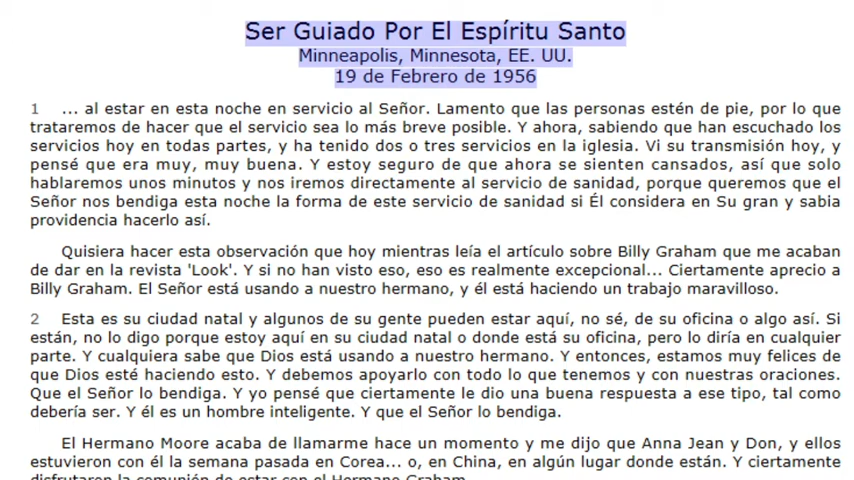 Ser Guiado Por El Espíritu Santo
Minneapolis, Minnesota, EE. UU.
19 de Febrero de 1956
1 ... al estar en esta noche en servicio al Señor. Lamento que las personas estén de pie, por lo que
trataremos de hacer que el servicio sea lo más breve posible. Y ahora, sabiendo que han escuchado los
servicios hoy en todas partes, y ha tenido dos o tres servicios en la iglesia. Vi su transmisión hoy, y
pensé que era muy, muy buena. Y estoy seguro de que ahora se sienten cansados, así que solo
hablaremos unos minutos y nos iremos directamente al servicio de sanidad, porque queremos que el
Señor nos bendiga esta noche la forma de este servicio de sanidad si Él considera en Su gran y sabia
providencia hacerlo así.
Quisiera hacer esta observación que hoy mientras leía el artículo sobre Billy Graham que me acaban
de dar en la revista 'Look'. Y si no han visto eso, eso es realmente excepcional... Ciertamente aprecio a
Billy Graham. El Señor está usando a nuestro hermano, y él está haciendo un trabajo maravilloso.
2 Esta es su ciudad natal y algunos de su gente pueden estar aquí, no sé, de su oficina o algo así. Si
están, no lo digo porque estoy aquí en su ciudad natal o donde está su oficina, pero lo diría en cualquier
parte. Y cualquiera sabe que Dios está usando a nuestro hermano. Y entonces, estamos muy felices de
que Dios esté haciendo esto. Y debemos apoyarlo con todo lo que tenemos y con nuestras oraciones.
Que el Señor lo bendiga. Y yo pensé que ciertamente le dio una buena respuesta a ese tipo, tal como
debería ser. Y él es un hombre inteligente. Y que el Señor lo bendiga.
El Hermano Moore acaba de llamarme hace un momento y me dijo que Anna Jean y Don, y ellos
estuvieron con él la semana pasada en Corea... o, en China, en algún lugar donde están. Y ciertamente
disfrutaron la comunión de estar con el Hermano Graham.